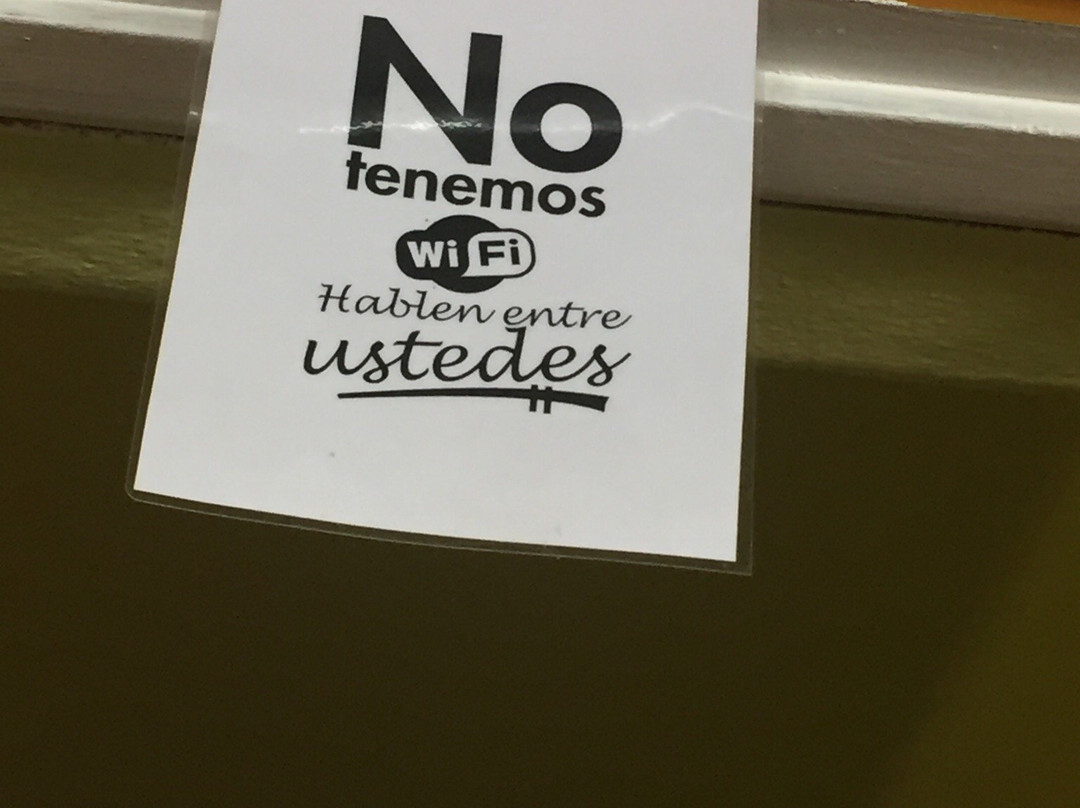 No
tenemos
WiFi
Hablen entre
ustedes